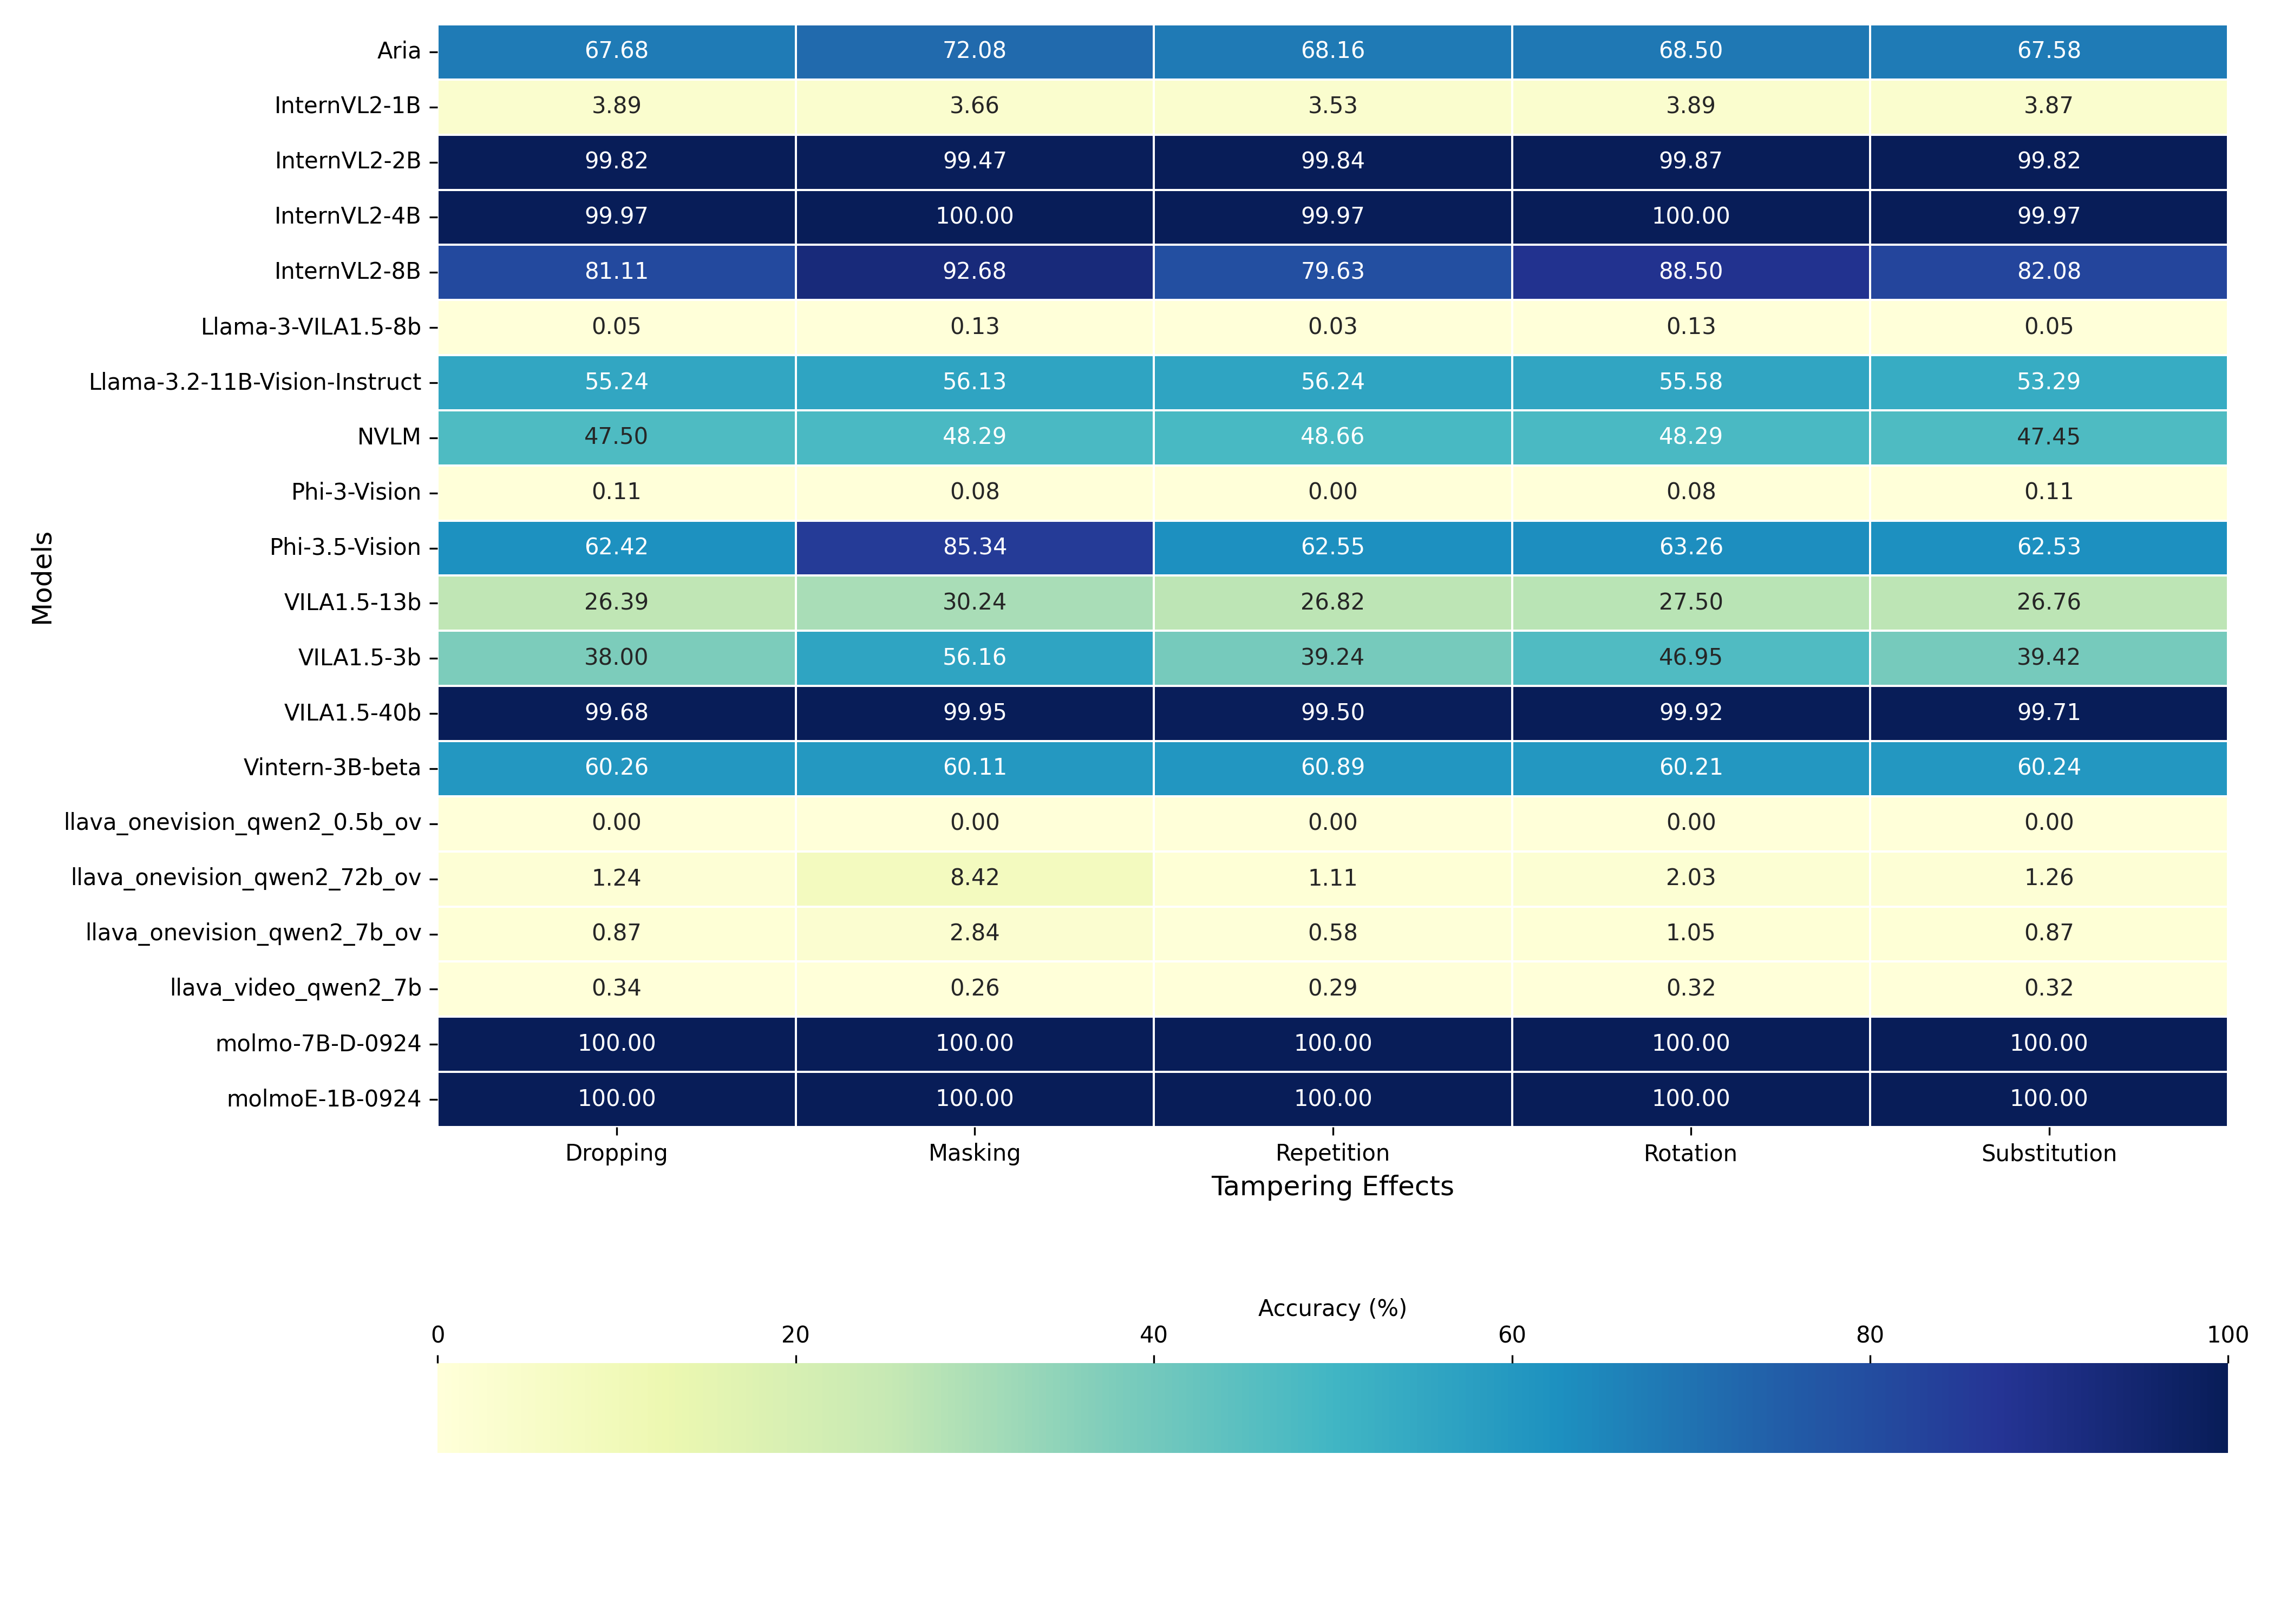 Aria 67.68 72.08 68.16 68.50 67.58
InternVL2-1B 3.89 3.66 3.53 3.89 3.87
InternVL2-2B 99.82 99.47 99.84 99.87 99.82
InternVL2-4B 99.97 100.00 99.97 100.00 99.97
InternVL2-8B 81.11 92.68 79.63 88.50 82.08
Llama-3-VILA1.5-8b 0.05 0.13 0.03 0.13 0.05
Llama-3.2-11B-Vision-Instruct 55.24 56.13 56.24 55.58 53.29
NVLM 47.50 48.29 48.66 48.29 47.45
Phi-3-Vision 0.11 0.08 0.00 0.08 0.11
Phi-3.5-Vision 62.42 85.34 62.55 63.26 62.53
VILA1.5-13b 26.39 30.24 26.82 27.50 26.76
VILA1.5-3b 38.00 56.16 39.24 46.95 39.42
VILA1.5-40b 99.68 99.95 99.50 99.92 99.71
Vintern-3B-beta 60.26 60.11 60.89 60.21 60.24
llava_onevision_qwen2_0.5b_ov 0.00 0.00 0.00 0.00 0.00
llava_onevision_qwen2_72b_ov 1.24 8.42 1.11 2.03 1.26
llava_onevision_qwen2_7b_ov 0.87 2.84 0.58 1.05 0.87
llava_video_qwen2_7b 0.34 0.26 0.29 0.32 0.32
molmo-7B-D-0924 100.00 100.00 100.00 100.00 100.00
molmoE-1B-0924 100.00 100.00 100.00 100.00 100.00
Models
Dropping Masking Repetition Rotation Substitution
Tampering Effects
Accuracy (%)
0 20 40 60 80 100